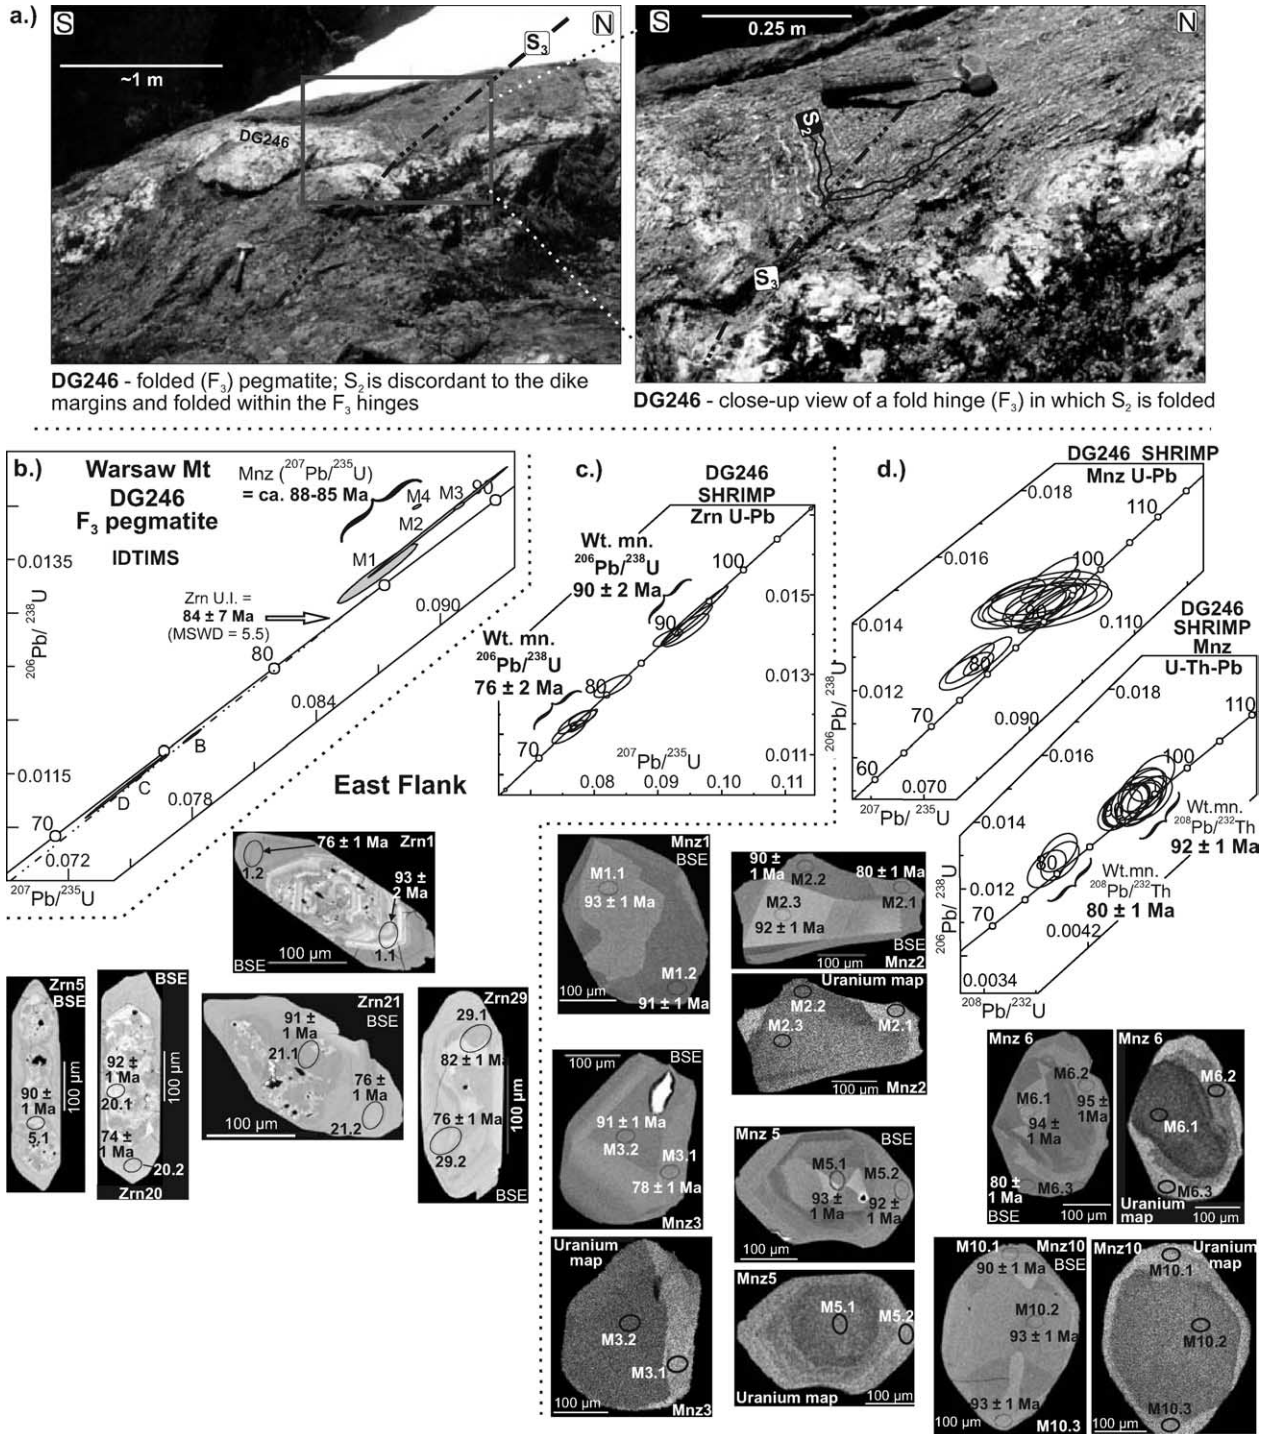 a.)
S
N
S3
~1 m
DG246
S
0.25 m
N
S2
S3
DG246 - folded (F3) pegmatite; S2 is discordant to the dike
margins and folded within the F3 hinges
DG246 - close-up view of a fold hinge (F3) in which S2 is folded
b.)
Warsaw Mt
DG246
F3 pegmatite
IDTIMS
Mnz (207Pb/235U)
= ca. 88-85 Ma
90
M4
M3
M2
M1
0.0135
Zrn U.I. =
84 ± 7 Ma
(MSWD = 5.5)
206Pb/ 238U
0.090
80
0.084
B
C
D
0.0115
0.078
70
0.072
207Pb/235U
East Flank
c.)
DG246
SHRIMP
Zrn U-Pb
Wt. mn.
206Pb/238U
90 ± 2 Ma
100
0.015
90
Wt. mn.
206Pb/238U
76 ± 2 Ma
80
0.013
70
207Pb/235U
0.011
0.08
0.09
0.10
0.11
d.)
DG246 SHRIMP
Mnz U-Pb
0.018
110
0.016
100
90
0.014
0.110
80
0.012
206Pb/ 238U
70
0.090
60
0.070
207Pb/ 235U
DG246
SHRIMP
Mnz
U-Th-Pb
0.018
110
0.016
100
0.014
Wt.mn.
208Pb/232Th
92 ± 1 Ma
0.012
206Pb/ 238U
70
Wt.mn.
208Pb/232Th
80 ± 1 Ma
0.0042
0.0034
208Pb/232U
76 ± 1 Ma
Zrn1
1.2
93 ±
2 Ma
1.1
100 µm
BSE
Zrn5
BSE
90 ±
1 Ma
5.1
100 µm
BSE
92 ±
1 Ma
20.1
74 ±
1 Ma
20.2
100 µm
Zrn20
Zrn21
BSE
91 ±
1 Ma
21.1
76 ±
1 Ma
21.2
100 µm
Zrn29
29.1
82 ± 1 Ma
76 ± 1 Ma
29.2
100 µm
BSE
Mnz1
BSE
M1.1
93 ± 1 Ma
M1.2
91 ± 1 Ma
100 µm
90 ±
1 Ma
M2.2
80 ± 1 Ma
M2.3
M2.1
92 ± 1 Ma
BSE
100 µm
Mnz2
Uranium map
M2.2
M2.3
M2.1
100 µm
Mnz2
100 µm
BSE
91 ± 1 Ma
M3.2
M3.1
78 ± 1 Ma
Mnz3
Uranium
map
M3.2
M3.1
100 µm
Mnz3
Mnz 5
BSE
M5.1
M5.2
93 ±
1 Ma
92 ±
1 Ma
100 µm
Mnz5
M5.1
M5.2
Uranium map
100 µm
Mnz 6
M6.2
M6.1
95 ±
1Ma
94 ±
1 Ma
80 ±
1 Ma
M6.3
BSE
100 µm
Mnz 6
M6.2
M6.1
M6.3
Uranium
map
100 µm
M10.1
Mnz10
BSE
90 ± 1 Ma
M10.2
93 ± 1 Ma
93 ± 1 Ma
100 µm
M10.3
Mnz10
Uranium
map
M10.1
M10.2
M10.3
100 µm